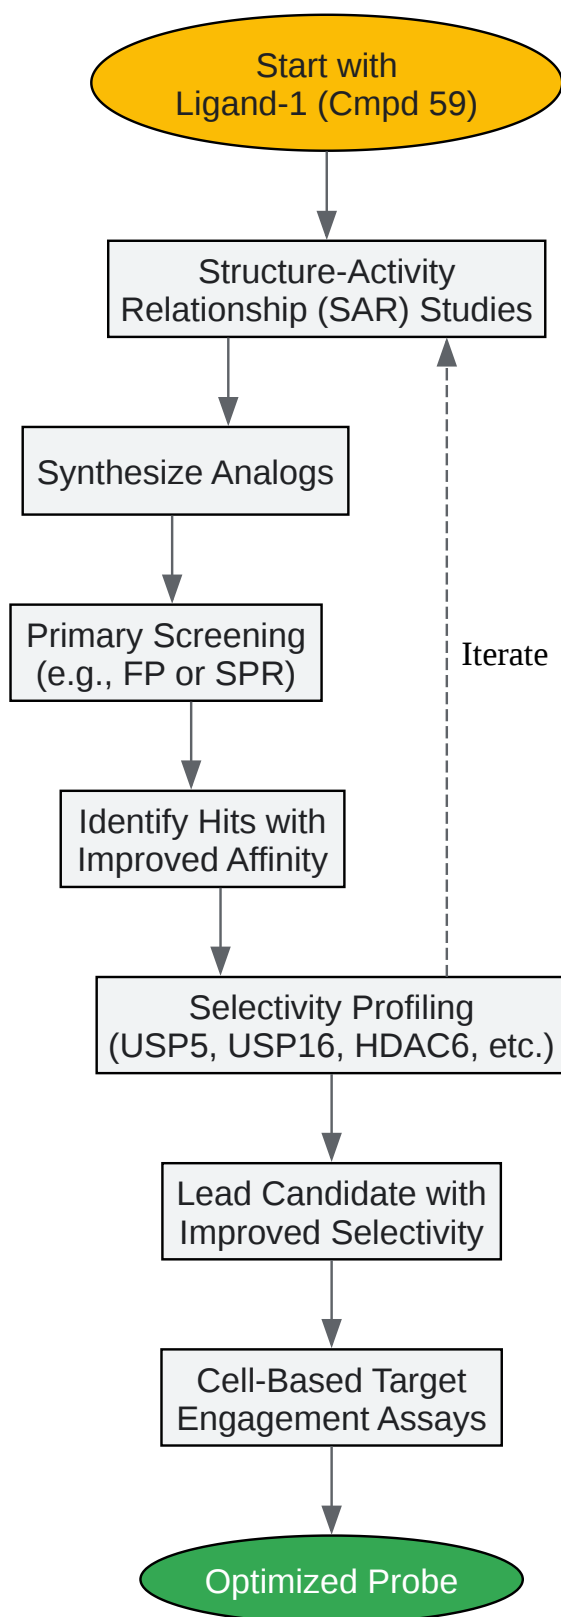 Start with
Ligand-1 (Cmpd 59)
Structure-Activity
Relationship (SAR) Studies
Synthesize Analogs
Primary Screening
(e.g., FP or SPR)
Iterate
Identify Hits with
Improved Affinity
Selectivity Profiling
(USP5, USP16, HDAC6, etc.)
Lead Candidate with
Improved Selectivity
Cell-Based Target
Engagement Assays
Optimized Probe